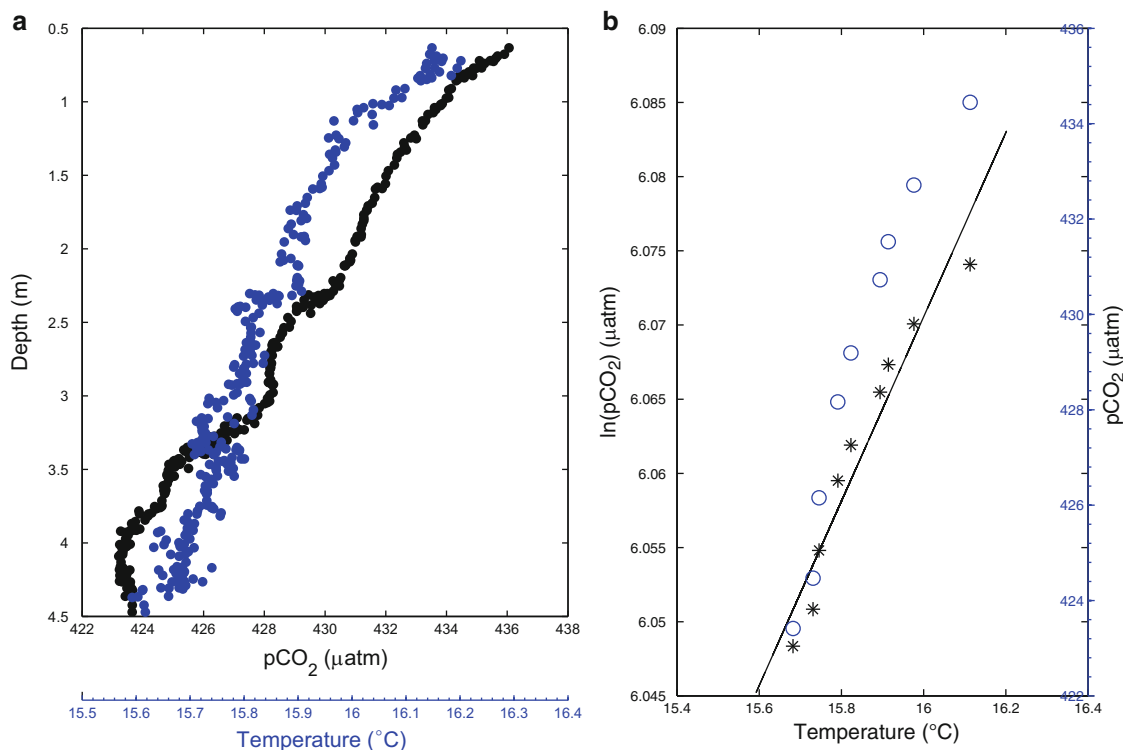 a
0.5
1
1.5
2
2.5
3
3.5
4
4.5
Depth (m)
422 424 426 428 430 432 434 436 438
pCO2 (µatm)
15.5 15.6 15.7 15.8 15.9 16 16.1 16.2 16.3 16.4
Temperature (°C)
b
6.09
6.085
6.08
6.075
6.07
6.065
6.06
6.055
6.05
6.045
ln(pCO2) (µatm)
15.4 15.6 15.8 16 16.2 16.4
Temperature (°C)
436
434
432
430
428
426
424
422
pCO2 (µatm)